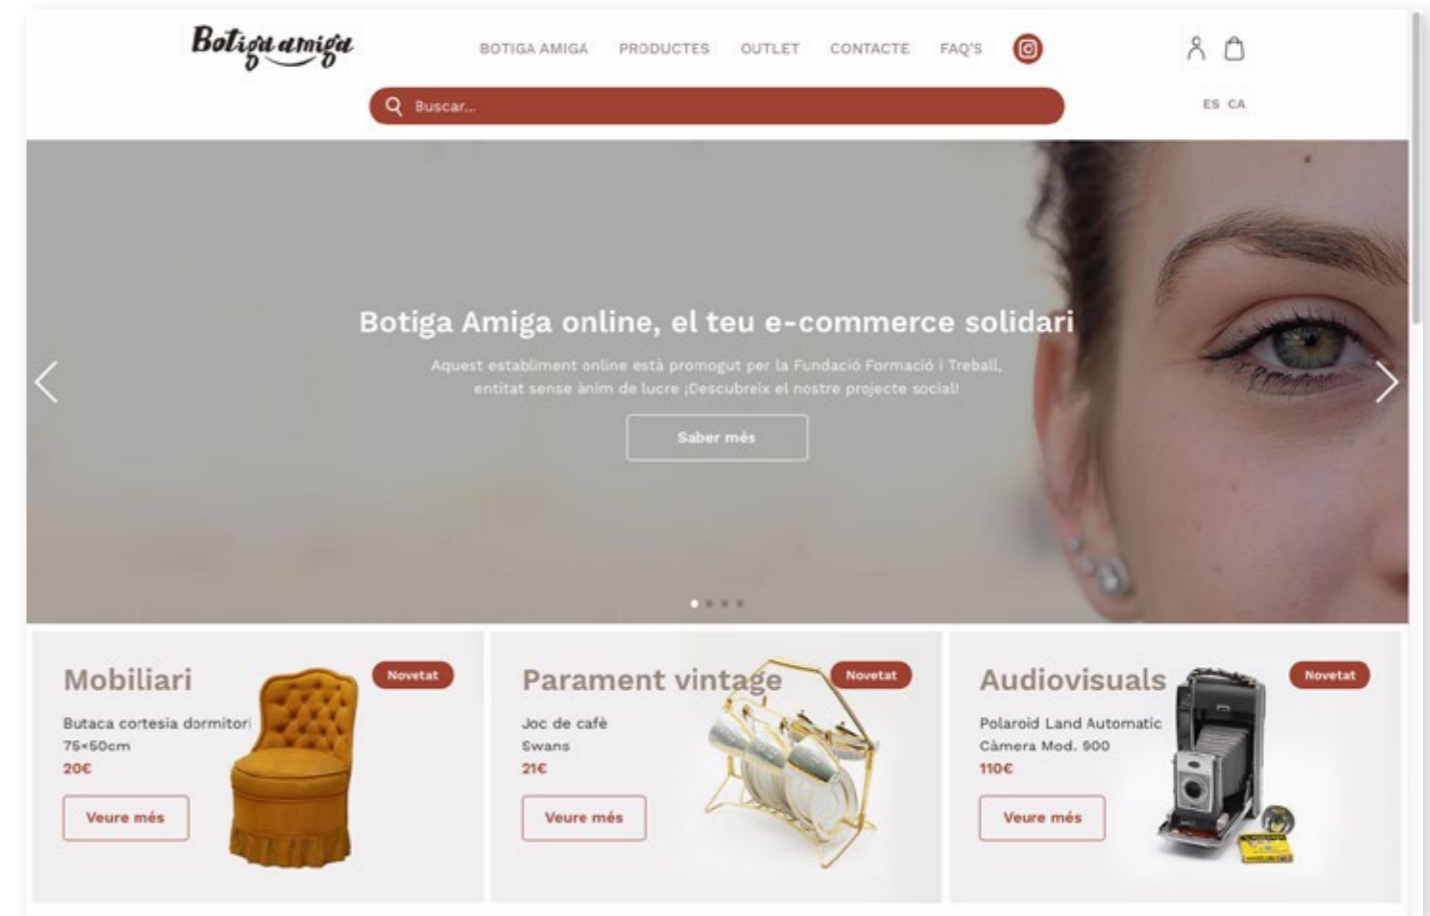 Botiga amiga
BOTIGA AMIGA PRODUCTES OUTLET CONTACTE FAQ'S
Buscar...
ES CA
Botiga Amiga online, el teu e-commerce solidari
Aquest establiment online està promogut per la Fundació Formació i Treball,
entitat sense ànim de lucre ¡Descubreix el nostre projecte social!
Saber més
Mobiliari
Novetat
Butaca cortesia dormitori
75×50cm
20€
Veure més
Parament vintage
Novetat
Joc de cafè
Swans
21€
Veure més
Audiovisuals
Novetat
Polaroid Land Automatic
Càmera Mod. 900
110€
Veure més